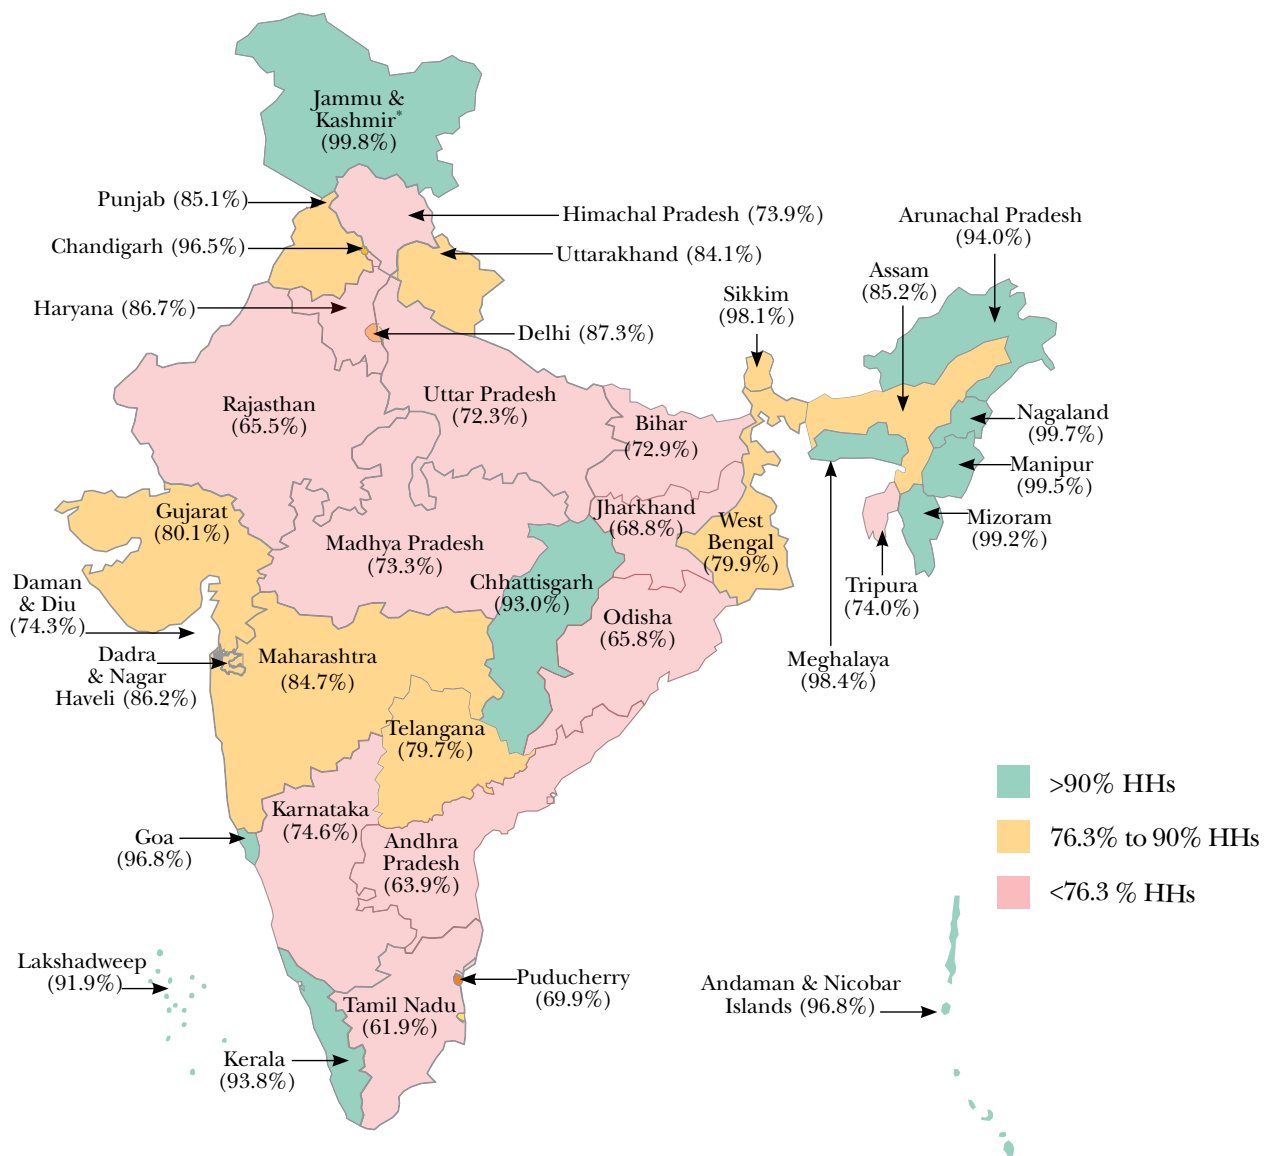 Jammu &
Kashmir*
(99.8%)
Punjab (85.1%)
Himachal Pradesh (73.9%)
Arunachal Pradesh
(94.0%)
Chandigarh (96.5%)
Uttarakhand (84.1%)
Assam
(85.2%)
Sikkim
(98.1%)
Haryana (86.7%)
Delhi (87.3%)
Rajasthan
(65.5%)
Uttar Pradesh
(72.3%)
Bihar
(72.9%)
Nagaland
(99.7%)
Manipur
(99.5%)
Mizoram
(99.2%)
Gujarat
(80.1%)
Jharkhand
(68.8%)
West
Bengal
(79.9%)
Madhya Pradesh
(73.3%)
Chhattisgarh
(93.0%)
Tripura
(74.0%)
Daman
& Diu
(74.3%)
Odisha
(65.8%)
Dadra
& Nagar
Haveli (86.2%)
Maharashtra
(84.7%)
Meghalaya
(98.4%)
Telangana
(79.7%)
>90% HHs
76.3% to 90% HHs
<76.3 % HHs
Karnataka
(74.6%)
Goa
(96.8%)
Andhra
Pradesh
(63.9%)
Lakshadweep
(91.9%)
Puducherry
(69.9%)
Andaman & Nicobar
Islands (96.8%)
Tamil Nadu
(61.9%)
Kerala
(93.8%)